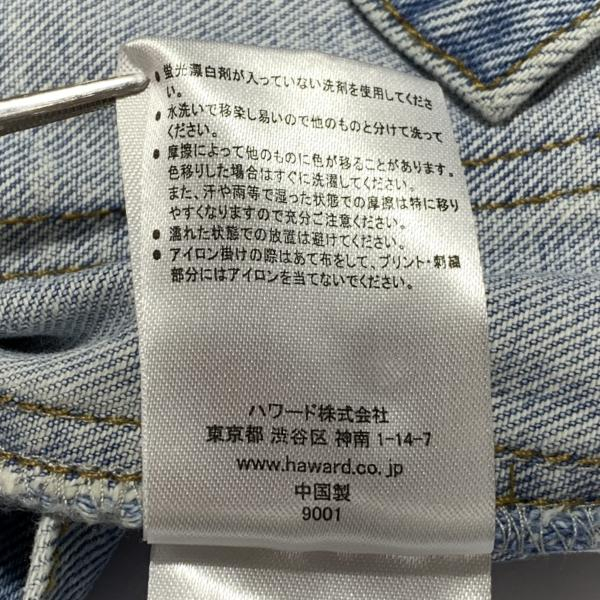 ● 蛍光漂白剤が入っていない洗剤を使用してくださ
い。
● 水洗いで移染し易いので他のものと分けて洗って
ください。
● 摩擦によって他のものに色が移ることがあります。
色移りした場合はすぐに洗濯してください。
また、汗や雨等で湿った状態での摩擦は特に移り
やすくなりますので充分ご注意ください。
● 濡れた状態での放置は避けてください。
● アイロン掛けの際はあて布をして、プリント・刺繍
部分にはアイロンを当てないでください。
ハワード株式会社
東京都 渋谷区 神南 1-14-7
www.haward.co.jp
中国製
9001